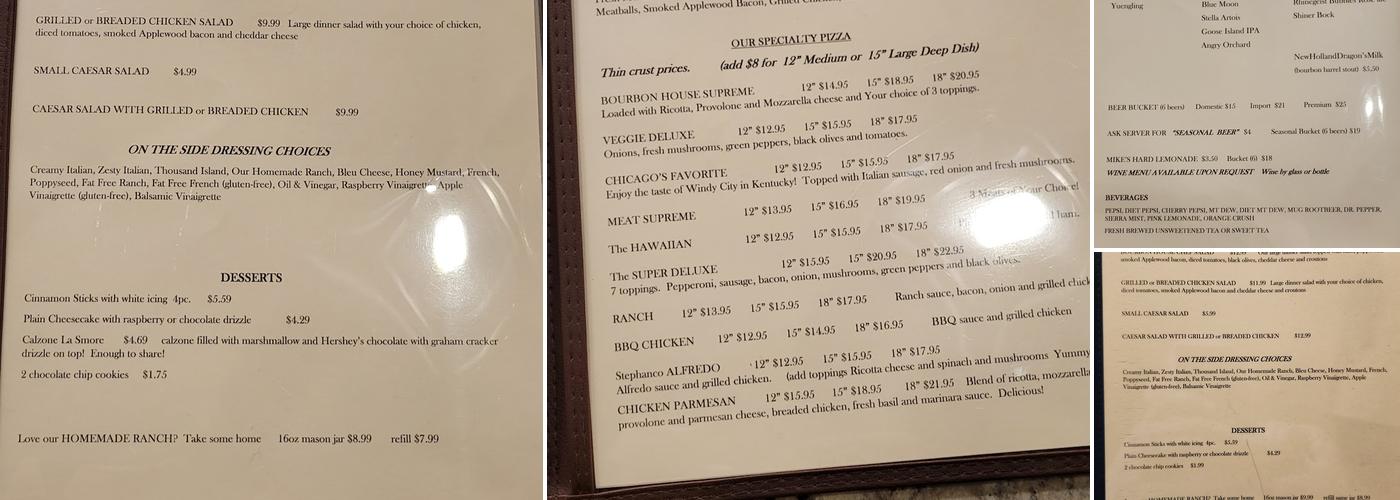 GRILLED or BREADED CHICKEN SALAD $9.99 Large dinner salad with your choice of chicken,
diced tomatoes, smoked Applewood bacon and cheddar cheese
SMALL CAESAR SALAD $4.99
CAESAR SALAD WITH GRILLED or BREADED CHICKEN $9.99
ON THE SIDE DRESSING CHOICES
Creamy Italian, Zesty Italian, Thousand Island, Our Homemade Ranch, Bleu Cheese, Honey Mustard, French,
Poppyseed, Fat Free Ranch, Fat Free French (gluten-free), Oil & Vinegar, Raspberry Vinaigrette, Apple
Vinaigrette (gluten-free), Balsamic Vinaigrette
DESSERTS
Cinnamon Sticks with white icing 4pc. $5.59
Plain Cheesecake with raspberry or chocolate drizzle $4.29
Calzone La Smore $4.69 calzone filled with marshmallow and Hershey's chocolate with graham cracker
drizzle on top! Enough to share!
2 chocolate chip cookies $1.75
Love our HOMEMADE RANCH? Take some home 16oz mason jar $8.99 refill $7.99
Meatballs, Smoked Applewood Bacon, Grilled
OUR SPECIALTY PIZZA
Thin crust prices. (add $8 for 12" Medium or 15" Large Deep Dish)
BOURBON HOUSE SUPREME 12" $14.95 15" $18.95 18" $20.95
Loaded with Ricotta, Provolone and Mozzarella cheese and Your choice of 3 toppings.
VEGGIE DELUXE 12" $12.95 15" $15.95 18" $17.95
Onions, fresh mushrooms, green peppers, black olives and tomatoes.
CHICAGO'S FAVORITE 12" $12.95 15" $15.95 18" $17.95
Enjoy the taste of Windy City in Kentucky! Topped with Italian sausage, red onion and fresh mushrooms.
MEAT SUPREME 12" $13.95 15" $16.95 18" $19.95 3 Meats of Your Choice!
The HAWAIIAN 12" $12.95 15" $15.95 18" $17.95 ham.
The SUPER DELUXE 12" $15.95 15" $20.95 18" $22.95
7 toppings. Pepperoni, sausage, bacon, onion, mushrooms, green peppers and black olives.
RANCH 12" $13.95 15" $15.95 18" $17.95 Ranch sauce, bacon, onion and grilled chick
BBQ CHICKEN 12" $12.95 15" $14.95 18" $16.95 BBQ sauce and grilled chicken
Stephanco ALFREDO 12" $12.95 15" $15.95 18" $17.95
Alfredo sauce and grilled chicken. (add toppings Ricotta cheese and spinach and mushrooms Yummy
CHICKEN PARMESAN 12" $15.95 15" $18.95 18" $21.95 Blend of ricotta, mozzarella
provolone and parmesan cheese, breaded chicken, fresh basil and marinara sauce. Delicious!
Yuengling Blue Moon
Stella Artois Shiner Bock
Goose Island IPA
Angry Orchard
NewHollandDragon'sMilk
(bourbon barrel stout) $5.50
BEER BUCKET (6 beers) Domestic $15 Import $21 Premium $25
ASK SERVER FOR "SEASONAL BEER" $4 Seasonal Bucket (6 beers) $19
MIKE'S HARD LEMONADE $3.50 Bucket (6) $18
WINE MENU AVAILABLE UPON REQUEST Wine by glass or bottle
BEVERAGES
PEPSI, DIET PEPSI, CHERRY PEPSI, MT DEW, DIET MT DEW, MUG ROOTBEER, DR. PEPPER,
SIERRA MIST, PINK LEMONADE, ORANGE CRUSH
FRESH BREWED UNSWEETENED TEA OR SWEET TEA
smoked Applewood bacon, diced tomatoes, black olives, cheddar cheese and croutons
GRILLED or BREADED CHICKEN SALAD $11.99 Large dinner salad with your choice of chicken,
diced tomatoes, smoked Applewood bacon and cheddar cheese and croutons
SMALL CAESAR SALAD $5.99
CAESAR SALAD WITH GRILLED or BREADED CHICKEN $12.99
ON THE SIDE DRESSING CHOICES
Creamy Italian, Zesty Italian, Thousand Island, Our Homemade Ranch, Bleu Cheese, Honey Mustard, French,
Poppyseed, Fat Free Ranch, Fat Free French (gluten-free), Oil & Vinegar, Raspberry Vinaigrette, Apple
Vinaigrette (gluten-free), Balsamic Vinaigrette
DESSERTS
Cinnamon Sticks with white icing 4pc. $5.59
Plain Cheesecake with raspberry or chocolate drizzle $4.29
2 chocolate chip cookies $1.99
HOMEMADE RANCH? Take some home 16oz mason jar $9.99 refill same jar $8.99